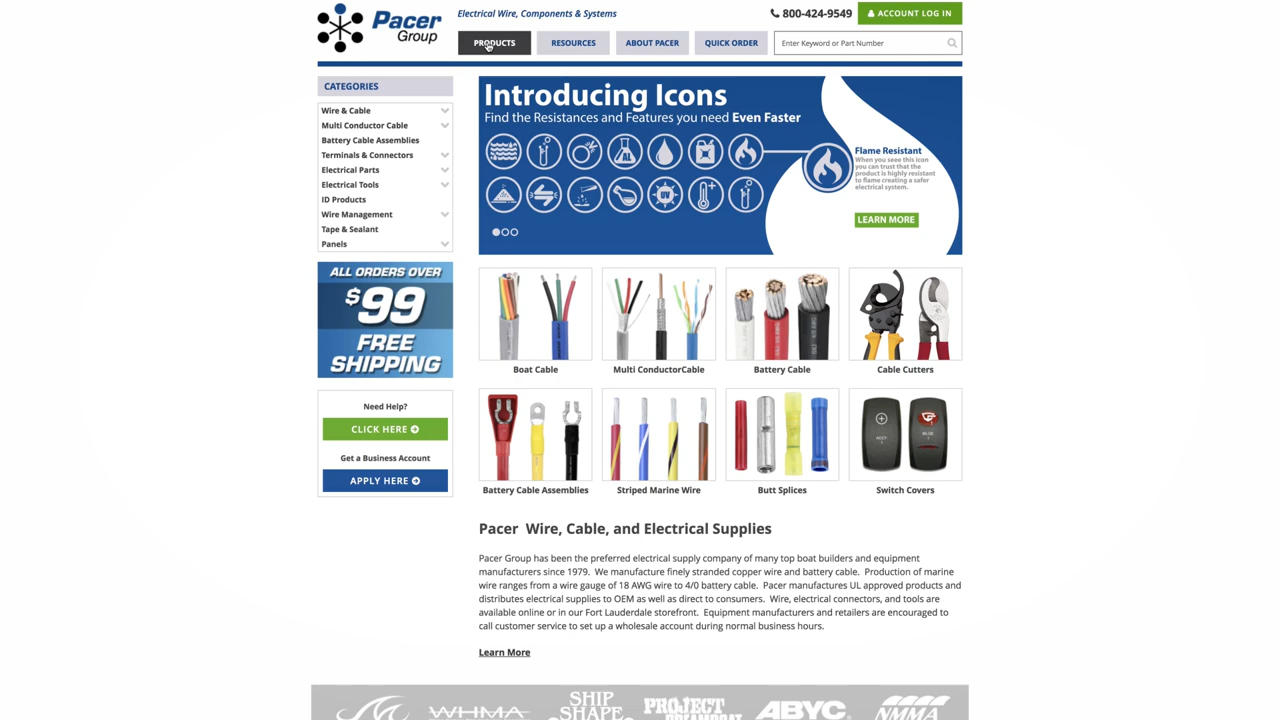 Pacer
Group
Electrical Wire, Components & Systems
800-424-9549
ACCOUNT LOG IN
PRODUCTS
RESOURCES
ABOUT PACER
QUICK ORDER
Enter Keyword or Part Number
CATEGORIES
Wire & Cable
Multi Conductor Cable
Battery Cable Assemblies
Terminals & Connectors
Electrical Parts
Electrical Tools
ID Products
Wire Management
Tape & Sealant
Panels
ALL ORDERS OVER
$99
FREE
SHIPPING
Need Help?
CLICK HERE
Get a Business Account
APPLY HERE
Introducing Icons
Find the Resistances and Features you need Even Faster
AL
UV
Flame Resistant
When you seee this icon
you can trust that the
product is highly resistant
to flame creating a safer
electrical system.
LEARN MORE
Boat Cable
Multi ConductorCable
Battery Cable
Cable Cutters
Battery Cable Assemblies
Striped Marine Wire
Butt Splices
Switch Covers
Pacer Wire, Cable, and Electrical Supplies
Pacer Group has been the preferred electrical supply company of many top boat builders and equipment
manufacturers since 1979. We manufacture finely stranded copper wire and battery cable. Production of marine
wire ranges from a wire gauge of 18 AWG wire to 4/0 battery cable. Pacer manufactures UL approved products and
distributes electrical supplies to OEM as well as direct to consumers. Wire, electrical connectors, and tools are
available online or in our Fort Lauderdale storefront. Equipment manufacturers and retailers are encouraged to
call customer service to set up a wholesale account during normal business hours.
Learn More
WHMA
SHIP
SHAPE
PROJECT
ABYC
NMMA